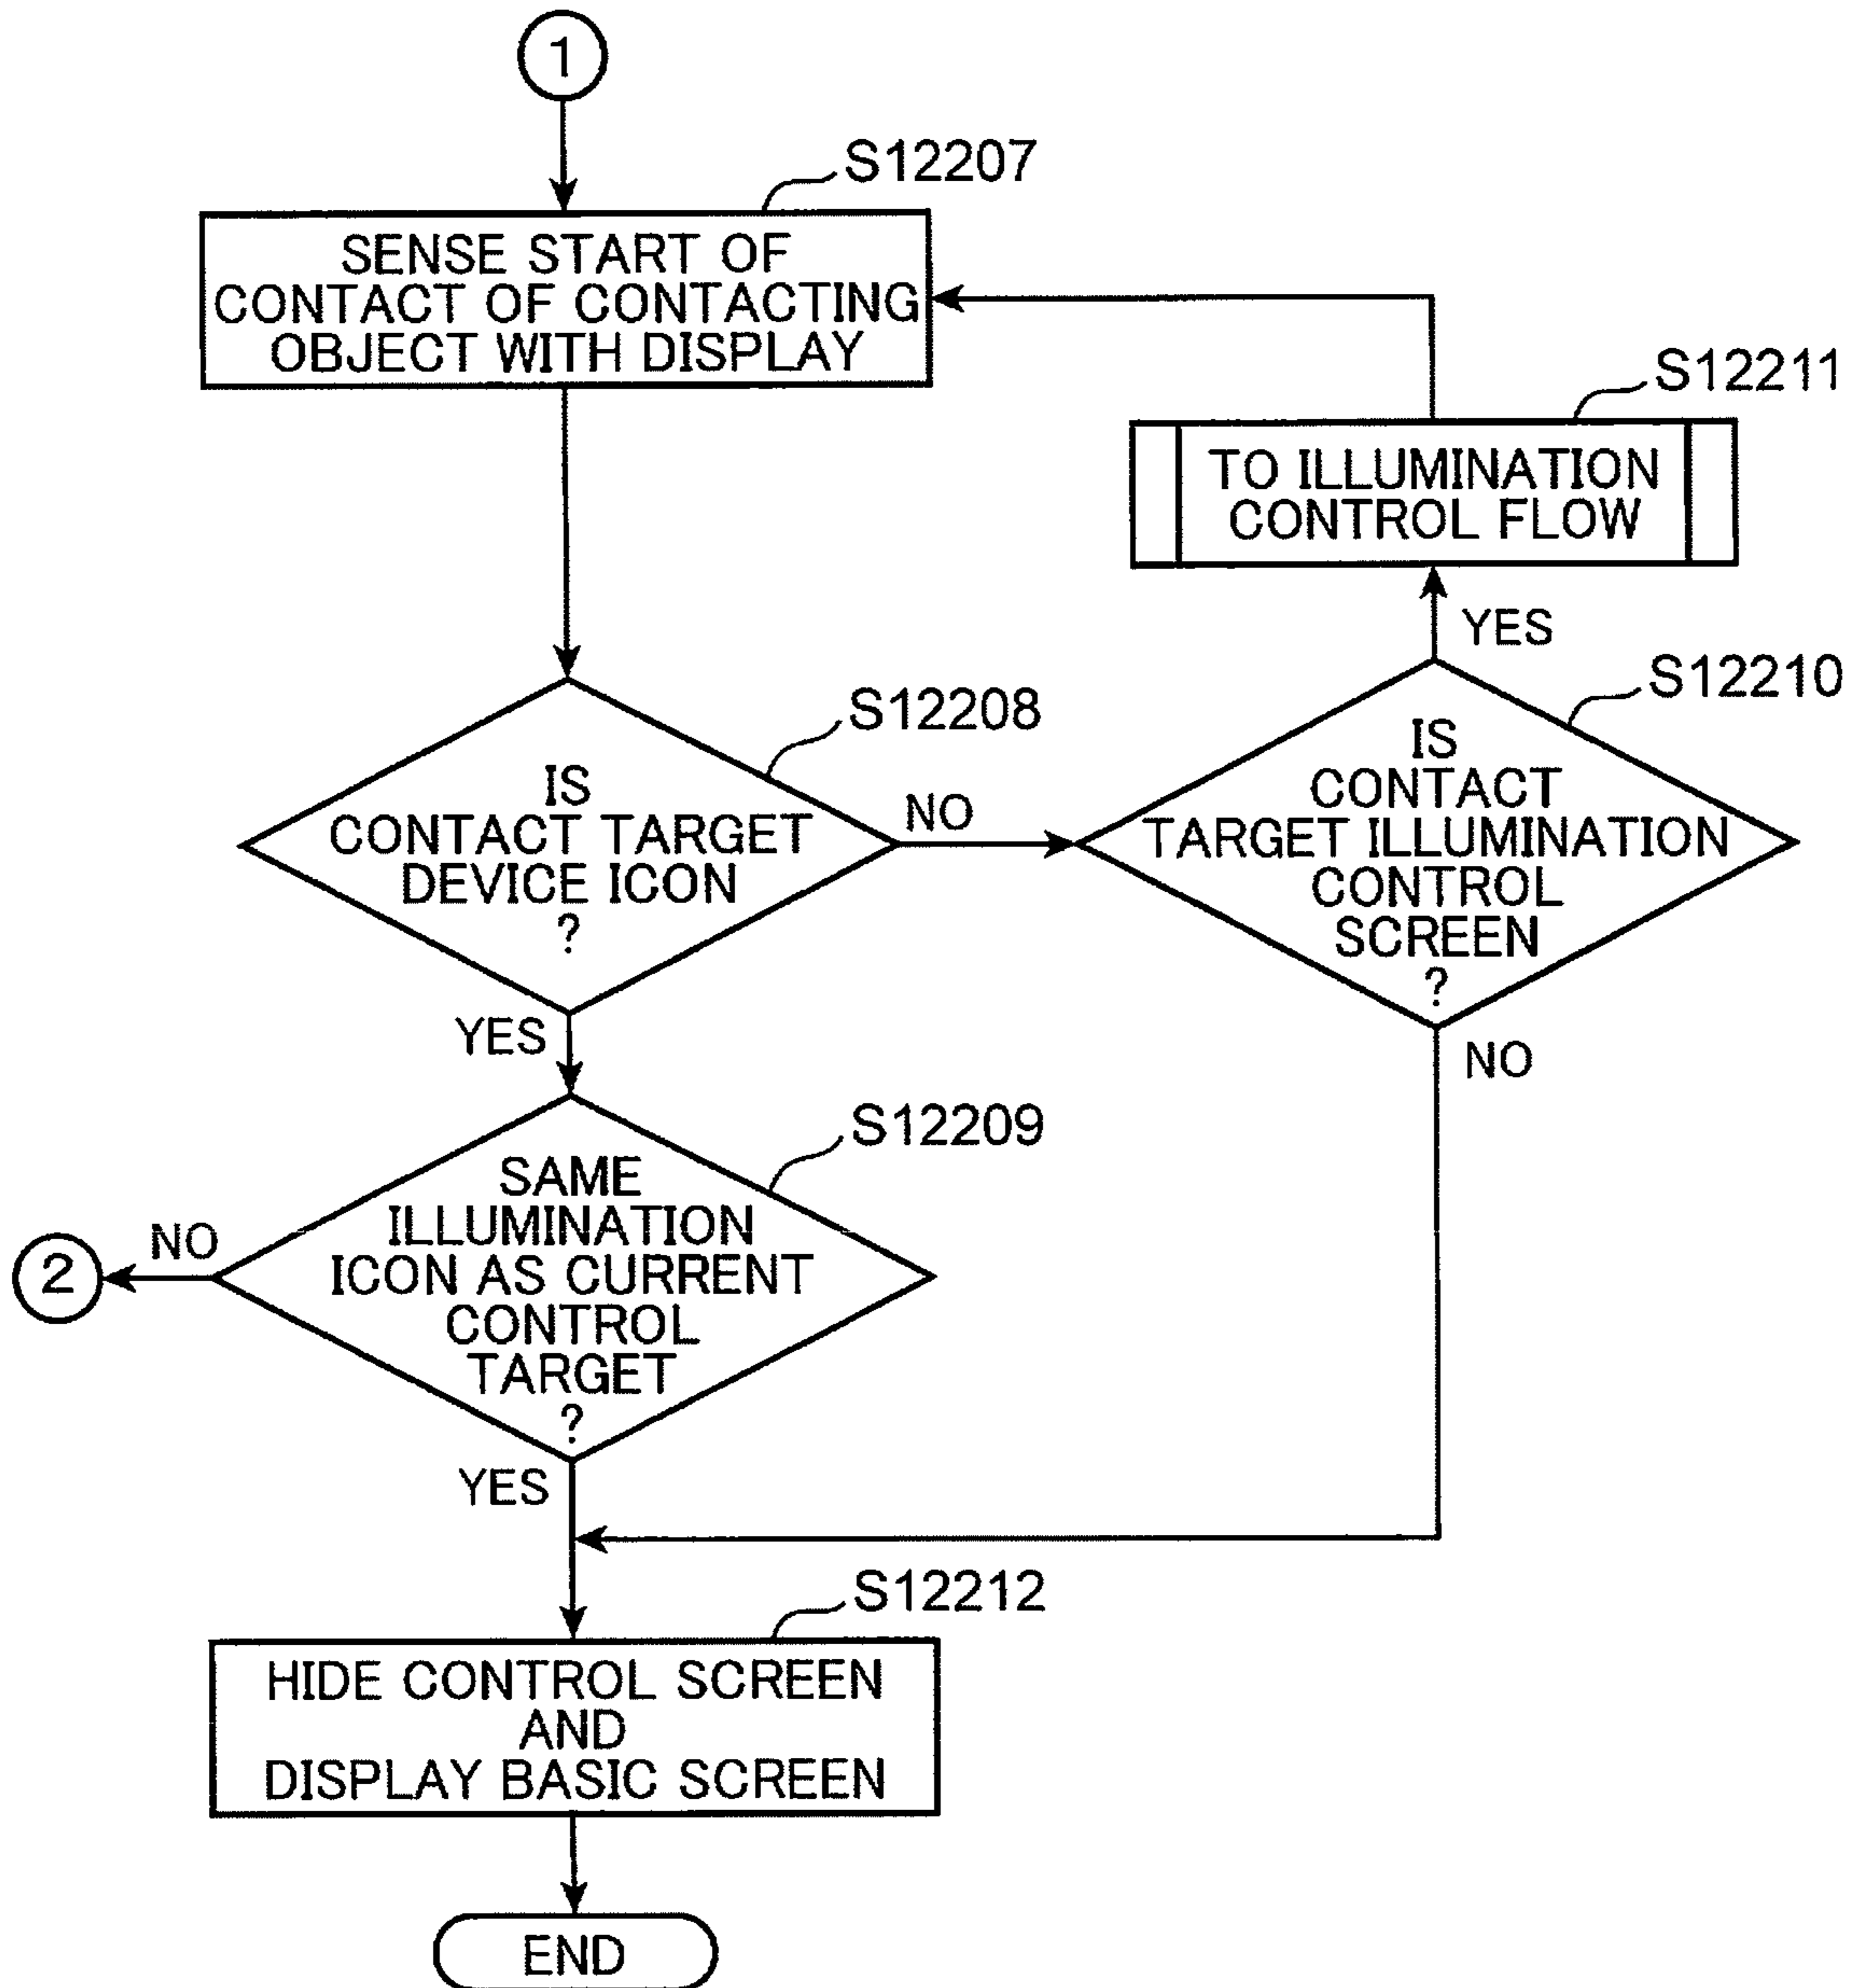 1
S12207
SENSE START OF
CONTACT OF CONTACTING
OBJECT WITH DISPLAY
S12211
TO ILLUMINATION
CONTROL FLOW
YES
S12208
IS
CONTACT TARGET
DEVICE ICON
?
NO
S12210
IS
CONTACT
TARGET ILLUMINATION
CONTROL
SCREEN
?
YES
NO
S12209
SAME
ILLUMINATION
ICON AS CURRENT
CONTROL
TARGET
?
NO
2
YES
S12212
HIDE CONTROL SCREEN
AND
DISPLAY BASIC SCREEN
END